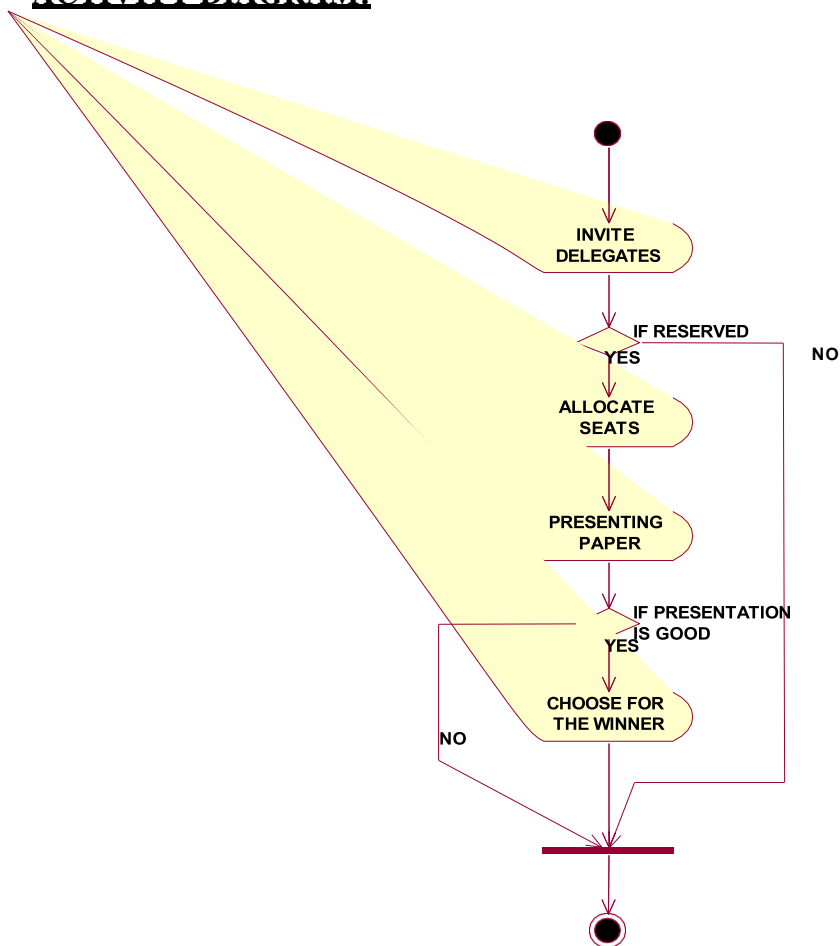 INVITE
DELEGATES
IF RESERVED
NO
YES
ALLOCATE
SEATS
PRESENTING
PAPER
IF PRESENTATION
IS GOOD
YES
CHOOSE FOR
THE WINNER
NO